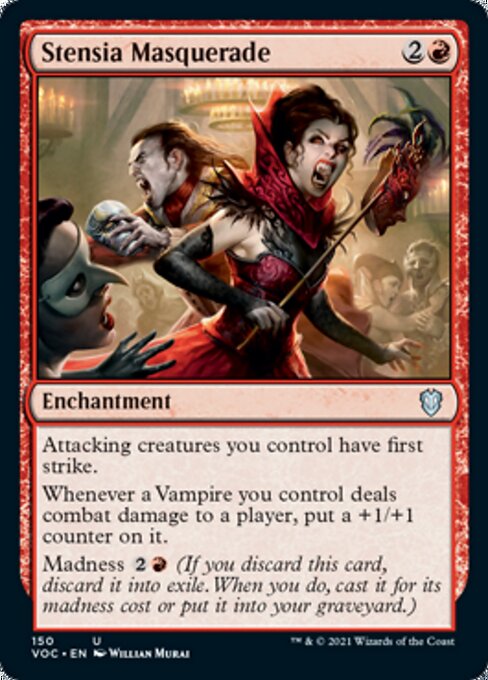 Stensia Masquerade 2
Enchantment
Attacking creatures you control have first
strike.
Whenever a Vampire you control deals
combat damage to a player, put a +1/+1
counter on it.
Madness 2 (If you discard this card,
discard it into exile. When you do, cast it for its
madness cost or put it into your graveyard.)
150 U ™ & © 2021 Wizards of the Coast
VOC • EN Willian Murai